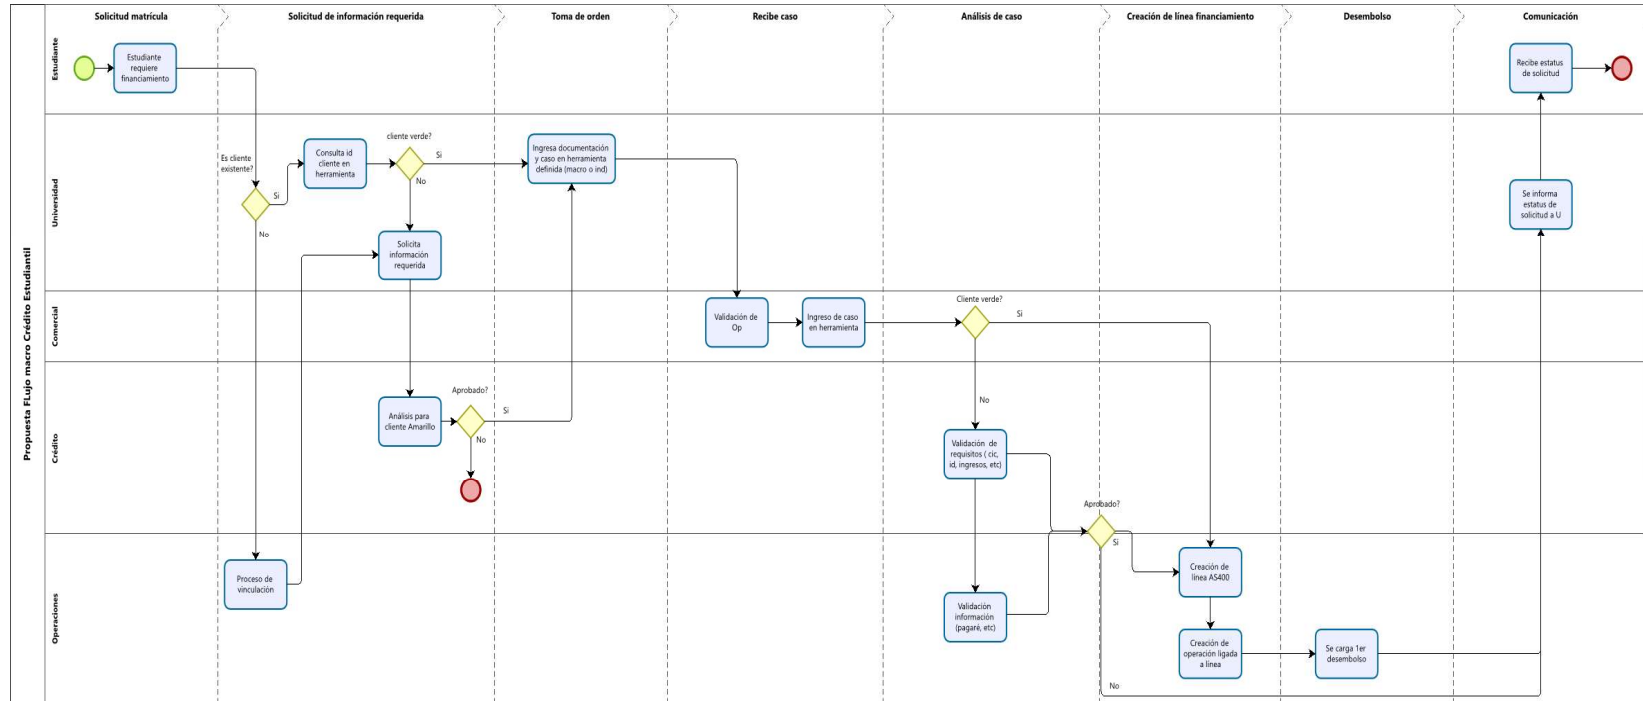 Propuesta FLujo macro Crédito Estudiantil
Solicitud matrícula
Solicitud de información requerida
Toma de orden
Recibe caso
Análisis de caso
Creación de línea financiamiento
Desembolso
Comunicación
Estudiante
Estudiante
requiere
financiamiento
Recibe estatus
de solicitud
Universidad
Es cliente
existente?
Si
No
Consulta id
cliente en
herramienta
cliente verde?
Si
No
Solicita
información
requerida
Ingresa documentación
y caso en herramienta
definida (macro o ind)
Se informa
estatus de
solicitud a U
Comercial
Validación de
Op
Ingreso de caso
en herramienta
Cliente verde?
Si
No
Crédito
Análisis para
cliente Amarillo
Aprobado?
Si
No
Validación de
requisitos ( cic,
id, ingresos, etc)
Aprobado?
Si
No
Operaciones
Proceso de
vinculación
Validación
información
(pagaré, etc)
Creación de
línea AS400
Creación de
operación ligada
a línea
Se carga 1er
desembolso